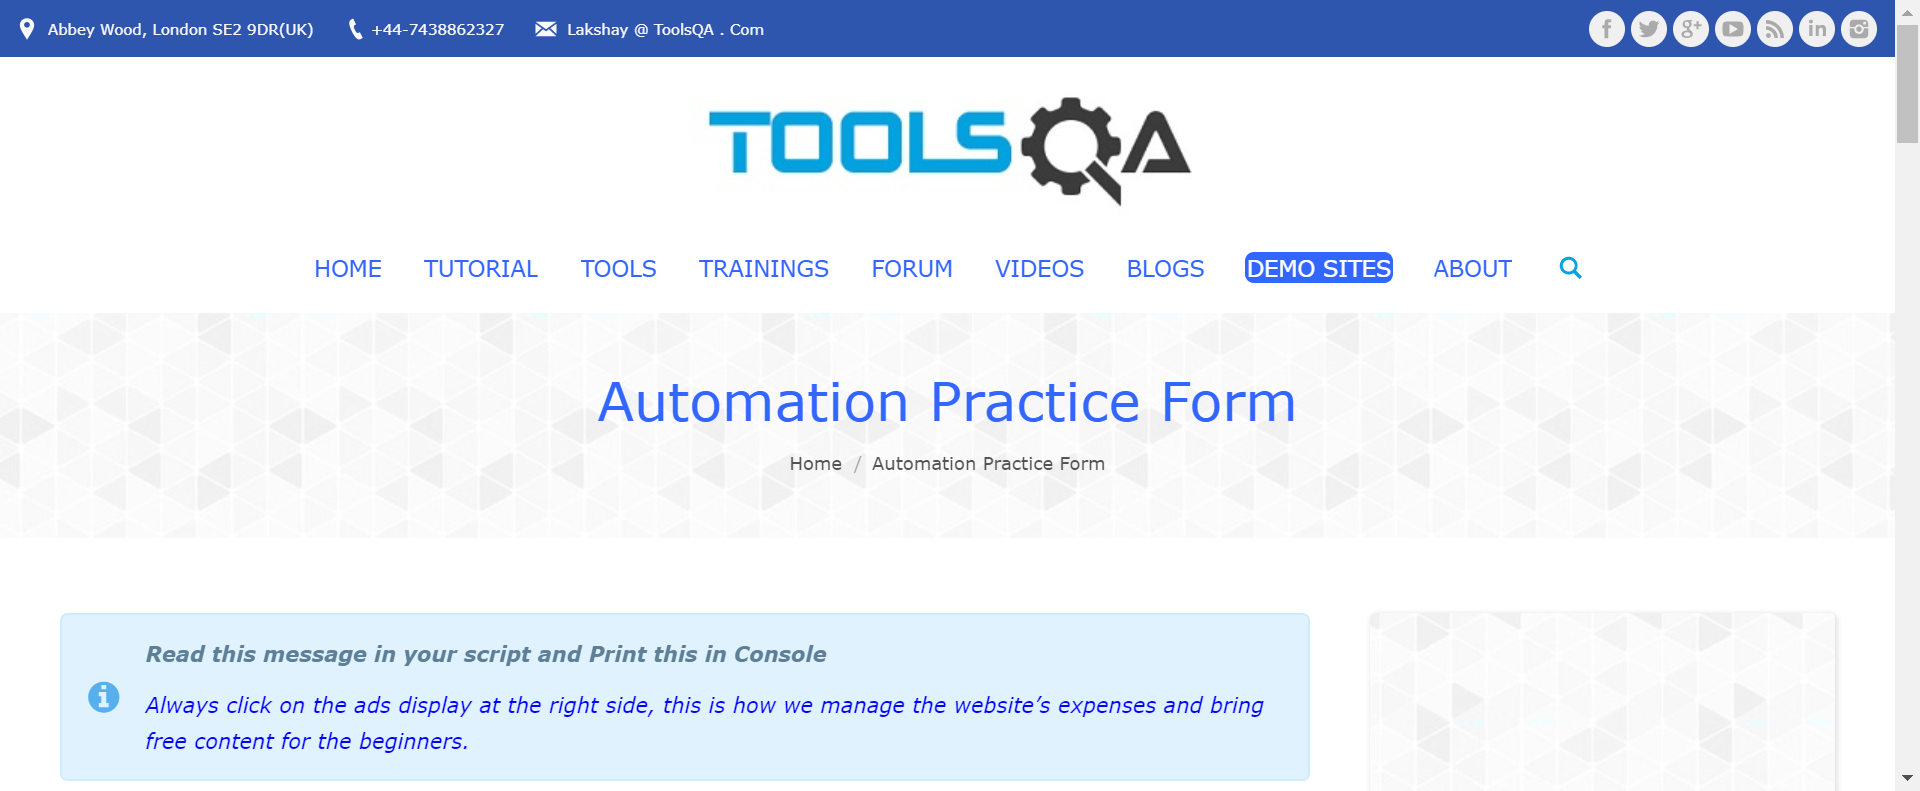 Abbey Wood, London SE2 9DR(UK) +44-7438862327 Lakshay @ ToolsQA . Com
TOOLSQA
HOME TUTORIAL TOOLS TRAININGS FORUM VIDEOS BLOGS DEMO SITES ABOUT
Automation Practice Form
Home / Automation Practice Form
Read this message in your script and Print this in Console
Always click on the ads display at the right side, this is how we manage the website’s expenses and bring
free content for the beginners.